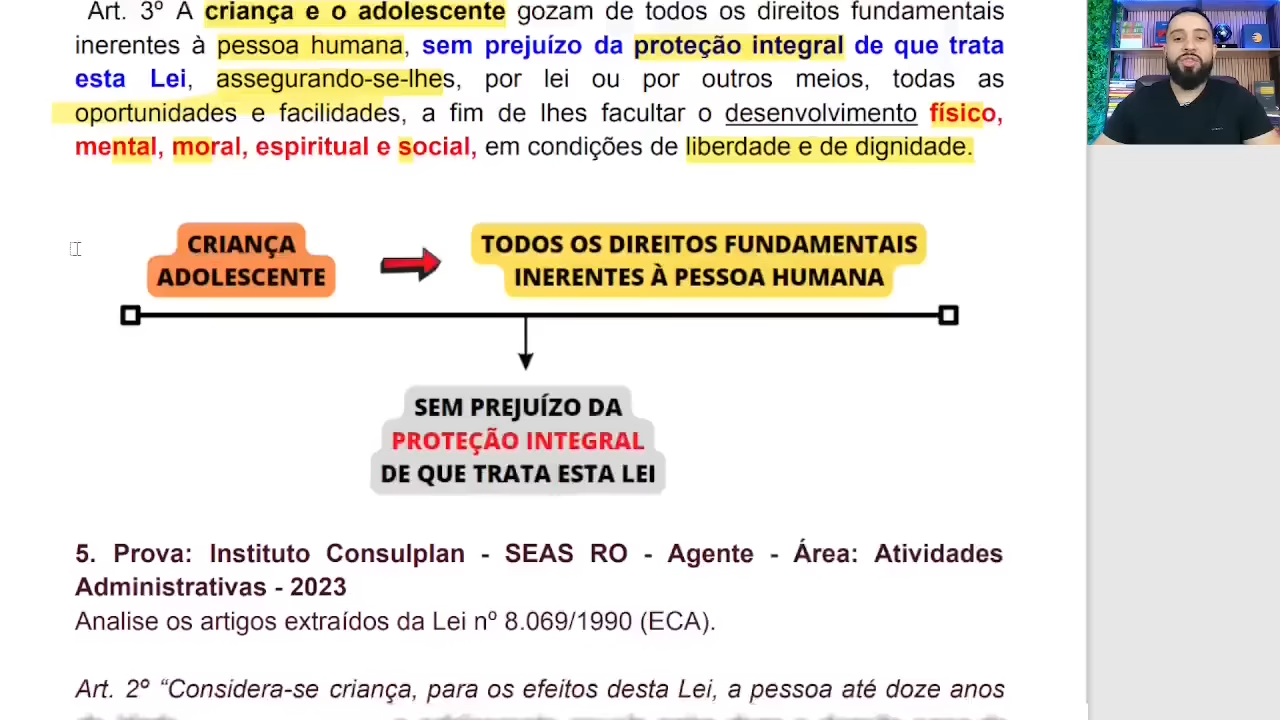 Art. 3º A criança e o adolescente gozam de todos os direitos fundamentais
inerentes à pessoa humana, sem prejuízo da proteção integral de que trata
esta Lei, assegurando-se-lhes, por lei ou por outros meios, todas as
oportunidades e facilidades, a fim de lhes facultar o desenvolvimento físico,
mental, moral, espiritual e social, em condições de liberdade e de dignidade.
CRIANÇA
ADOLESCENTE
TODOS OS DIREITOS FUNDAMENTAIS
INERENTES À PESSOA HUMANA
SEM PREJUÍZO DA
PROTEÇÃO INTEGRAL
DE QUE TRATA ESTA LEI
5. Prova: Instituto Consulplan - SEAS RO - Agente - Área: Atividades
Administrativas - 2023
Analise os artigos extraídos da Lei nº 8.069/1990 (ECA).
Art. 2º “Considera-se criança, para os efeitos desta Lei, a pessoa até doze anos